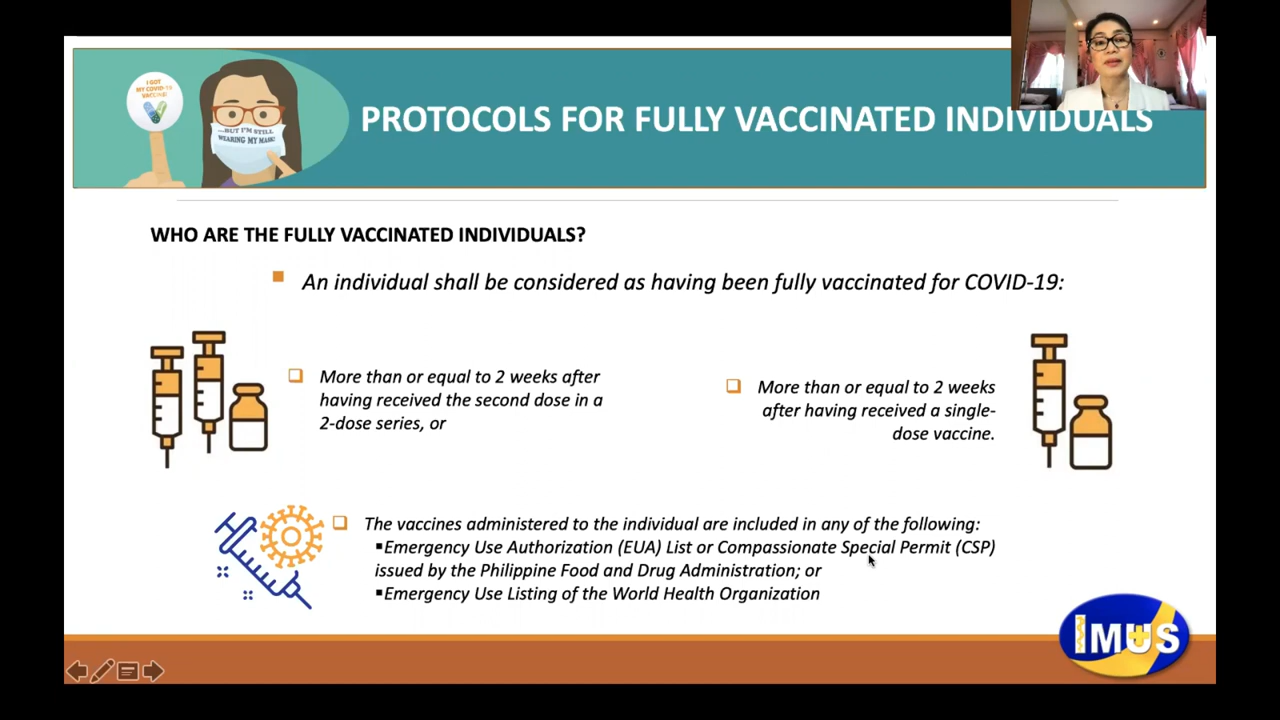 I GOT
MY COVID-19
VACCINE!
...BUT I'M STILL
WEARING MY MASK!
PROTOCOLS FOR FULLY VACCINATED INDIVIDUALS
WHO ARE THE FULLY VACCINATED INDIVIDUALS?
An individual shall be considered as having been fully vaccinated for COVID-19:
More than or equal to 2 weeks after
having received the second dose in a
2-dose series, or
More than or equal to 2 weeks
after having received a single-
dose vaccine.
The vaccines administered to the individual are included in any of the following:
Emergency Use Authorization (EUA) List or Compassionate Special Permit (CSP)
issued by the Philippine Food and Drug Administration; or
Emergency Use Listing of the World Health Organization
IMUS